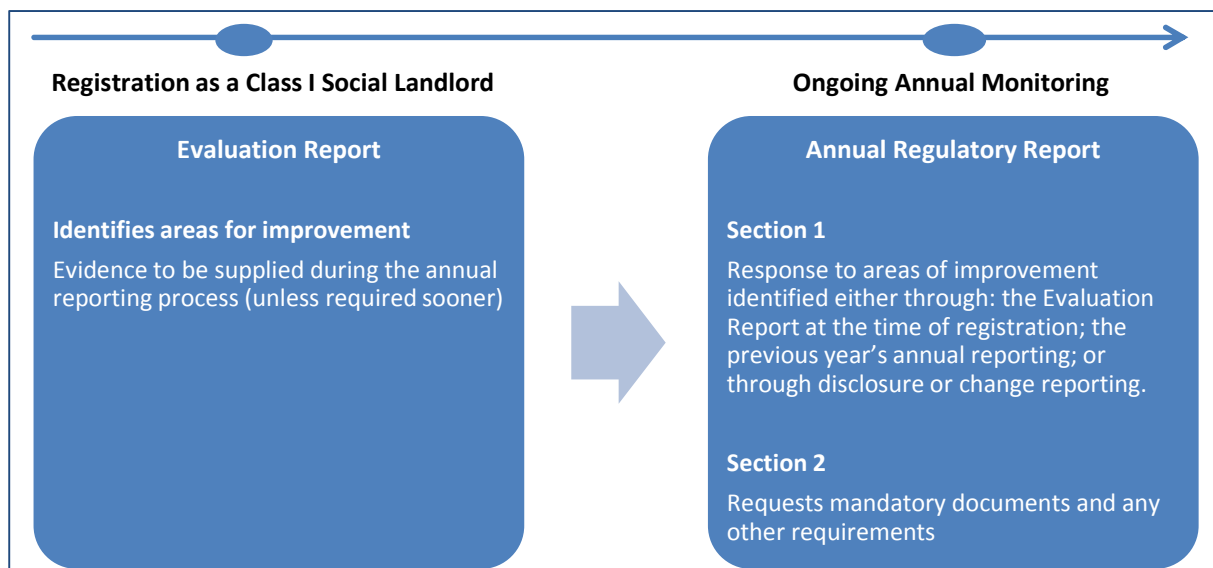 Registration as a Class I Social Landlord
Evaluation Report
Identifies areas for improvement
Evidence to be supplied during the annual
reporting process (unless required sooner)
Ongoing Annual Monitoring
Annual Regulatory Report
Section 1
Response to areas of improvement
identified either through: the Evaluation
Report at the time of registration; the
previous year’s annual reporting; or
through disclosure or change reporting.
Section 2
Requests mandatory documents and any
other requirements